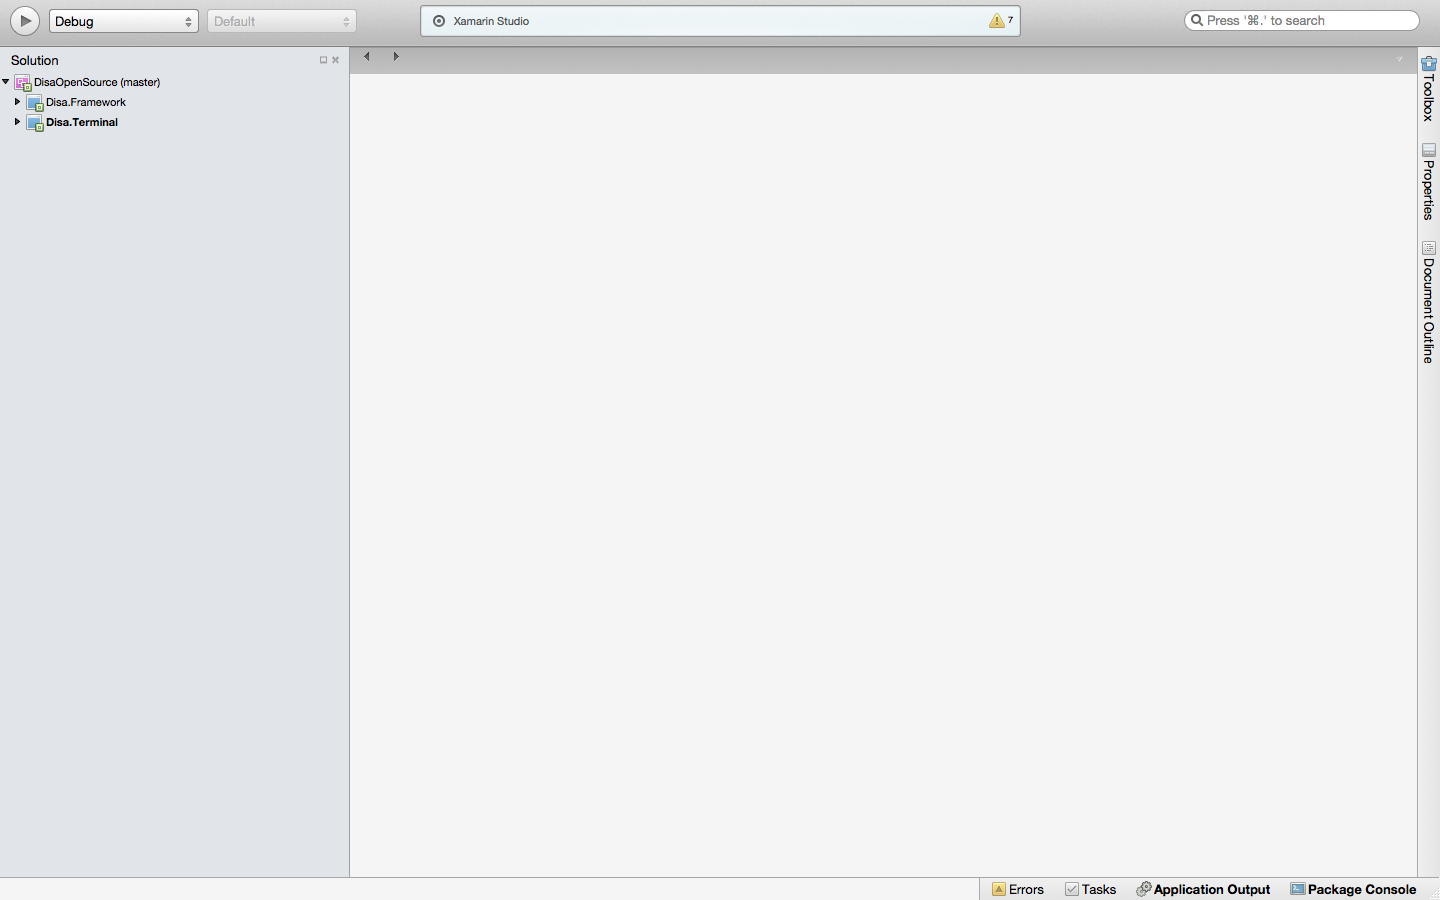 Debug
Default
Xamarin Studio
7
Press '⌘.' to search
Solution
DisaOpenSource (master)
Disa.Framework
Disa.Terminal
Toolbox
Properties
Document Outline
Errors
Tasks
Application Output
Package Console